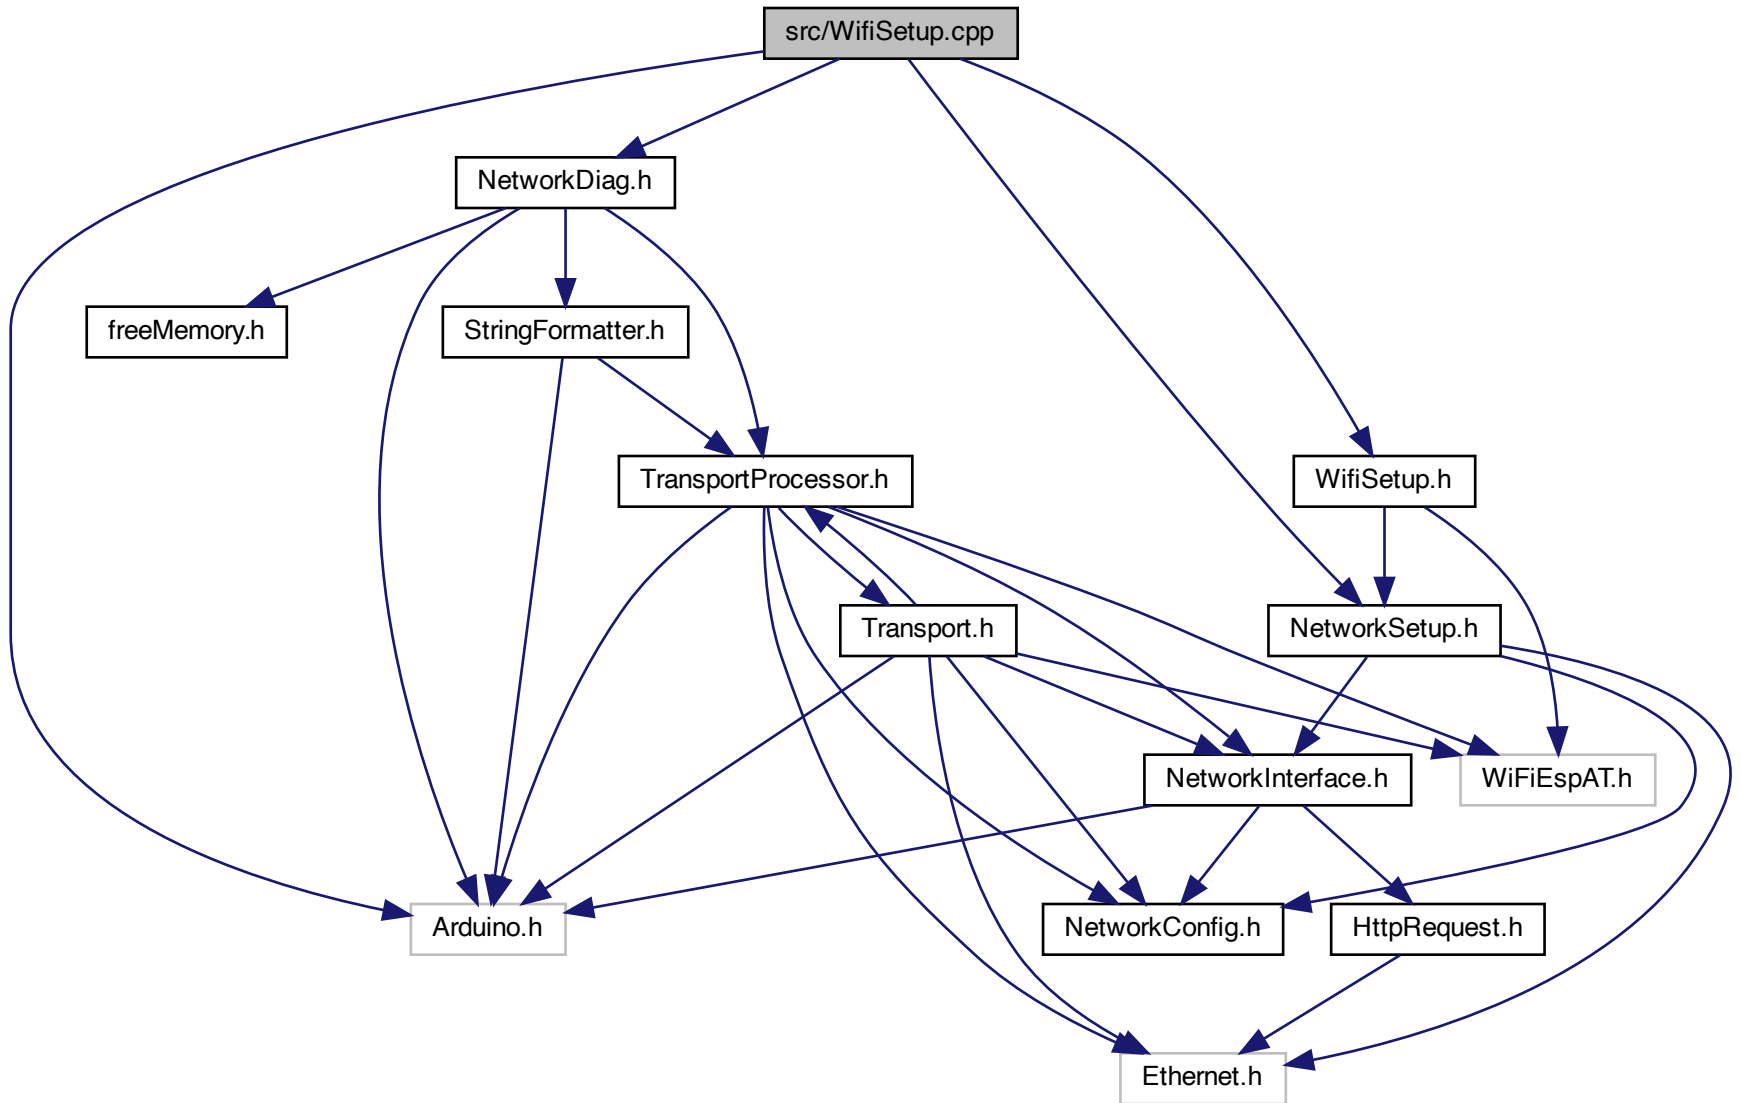 src/WifiSetup.cpp
NetworkDiag.h
freeMemory.h
StringFormatter.h
TransportProcessor.h
WifiSetup.h
Transport.h
NetworkSetup.h
NetworkInterface.h
WiFiEspAT.h
Arduino.h
NetworkConfig.h
HttpRequest.h
Ethernet.h